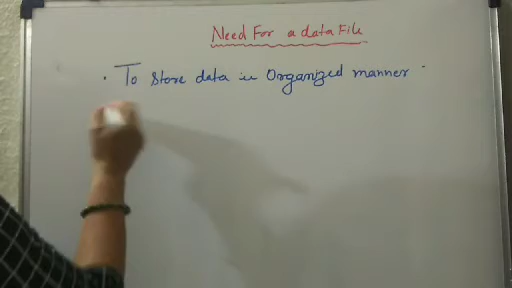 Need For a data File
• To Store data in Organized manner.